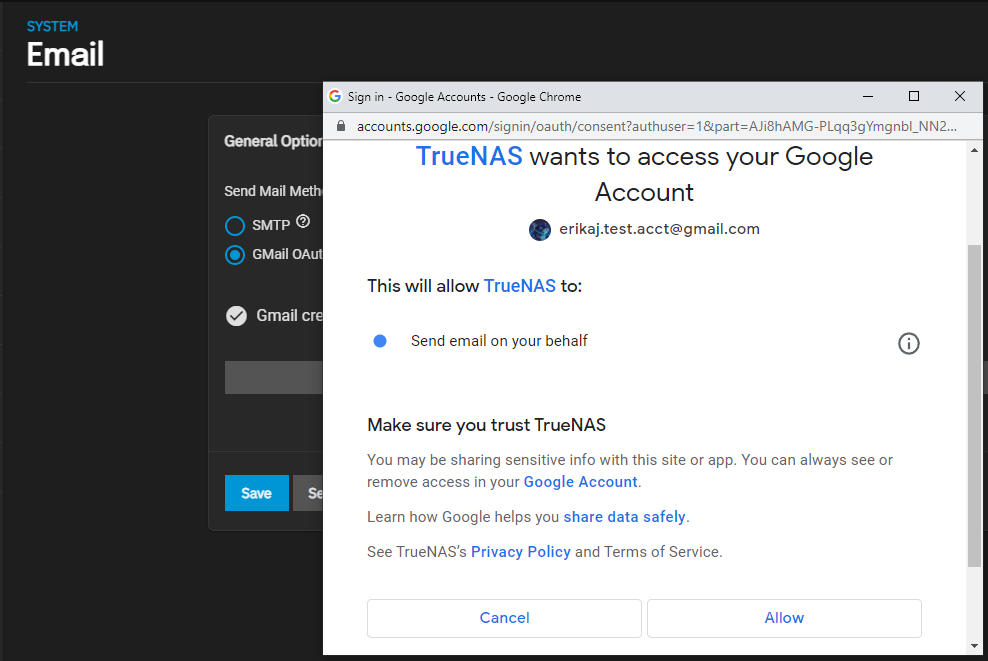 SYSTEM
Email
Sign in - Google Accounts - Google Chrome
accounts.google.com/signin/oauth/consent?authuser=1&part=AJi8hAMG-PLqq3gYmgnbl_NN2...
General Option
Send Mail Meth
SMTP
GMail OAut
Gmail cre
Save
Se
TrueNAS wants to access your Google
Account
erikaj.test.acct@gmail.com
This will allow TrueNAS to:
Send email on your behalf
Make sure you trust TrueNAS
You may be sharing sensitive info with this site or app. You can always see or
remove access in your Google Account.
Learn how Google helps you share data safely.
See TrueNAS's Privacy Policy and Terms of Service.
Cancel
Allow